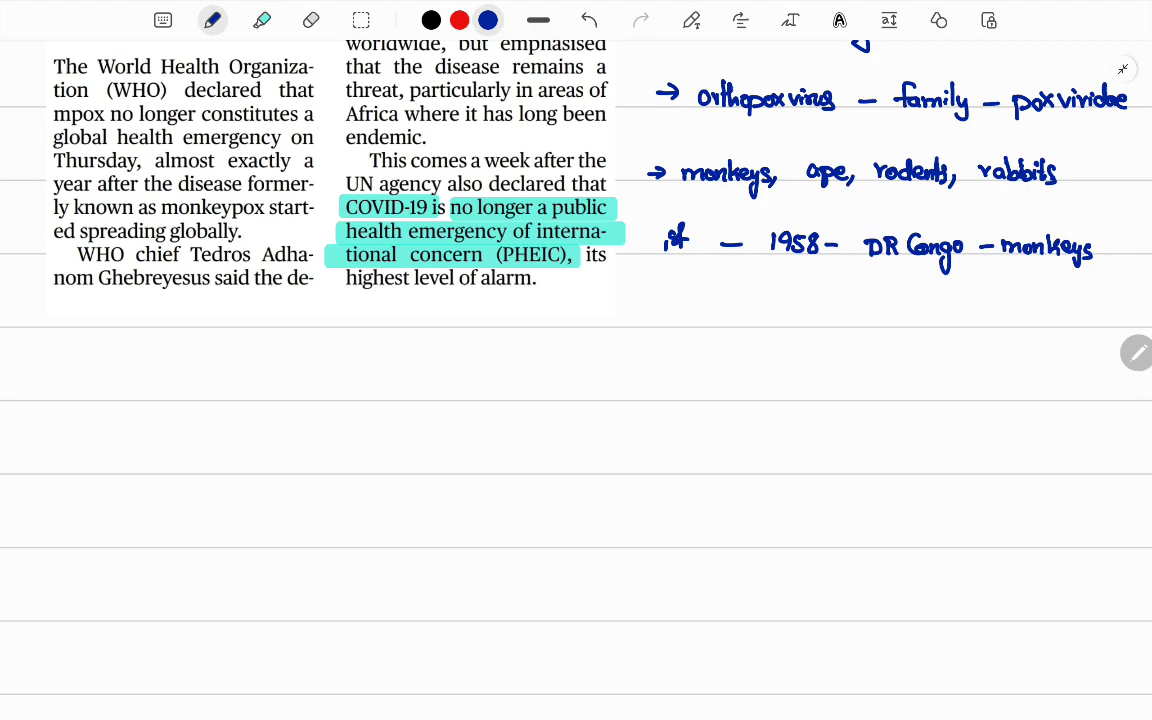 The World Health Organiza-
tion (WHO) declared that
mpox no longer constitutes a
global health emergency on
Thursday, almost exactly a
year after the disease former-
ly known as monkeypox start-
ed spreading globally.
WHO chief Tedros Adha-
nom Ghebreyesus said the de-
worldwide, but emphasised
that the disease remains a
threat, particularly in areas of
Africa where it has long been
endemic.
This comes a week after the
UN agency also declared that
COVID-19 is no longer a public
health emergency of interna-
tional concern (PHEIC), its
highest level of alarm.
→ orthopoxvirus – family – poxviridae
→ monkeys, ape, rodents, rabbits
1st – 1958 – DR Congo – monkeys